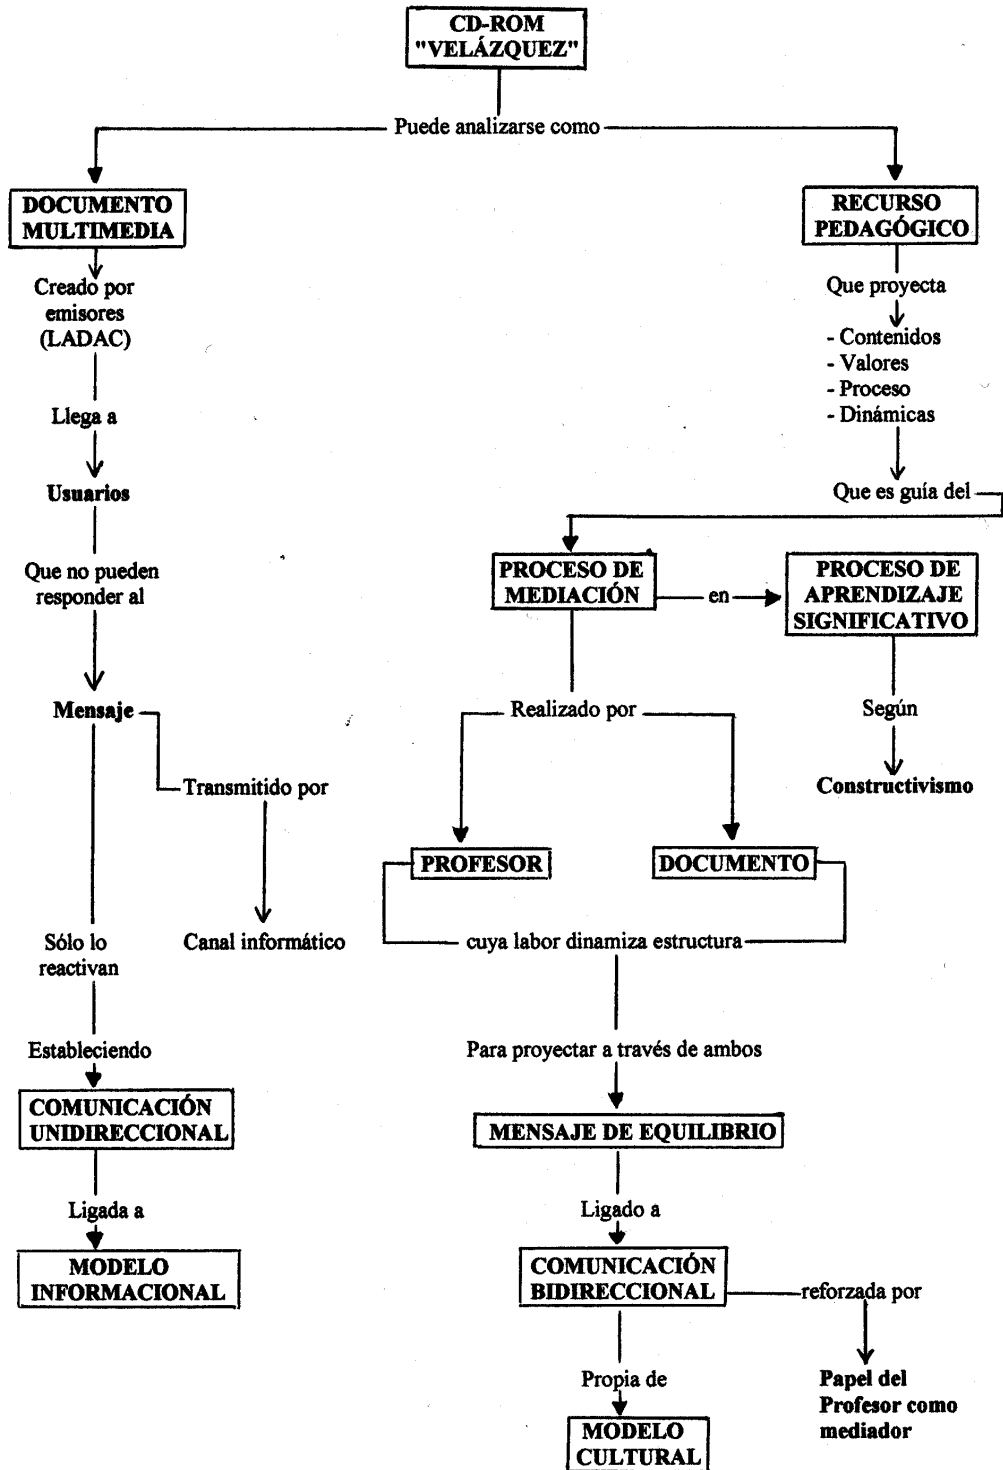 CD-ROM
"VELÁZQUEZ"
Puede analizarse como
DOCUMENTO
MULTIMEDIA
Creado por
emisores
(LADAC)
Llega a
Usuarios
Que no pueden
responder al
Mensaje
Transmitido por
Canal informático
Sólo lo
reactivan
Estableciendo
COMUNICACIÓN
UNIDIRECCIONAL
Ligada a
MODELO
INFORMACIONAL
RECURSO
PEDAGÓGICO
Que proyecta
- Contenidos
- Valores
- Proceso
- Dinámicas
Que es guía del
PROCESO DE
MEDIACIÓN
en
PROCESO DE
APRENDIZAJE
SIGNIFICATIVO
Según
Constructivismo
Realizado por
PROFESOR
DOCUMENTO
cuya labor dinamiza estructura
Para proyectar a través de ambos
MENSAJE DE EQUILIBRIO
Ligado a
COMUNICACIÓN
BIDIRECCIONAL
reforzada por
Papel del
Profesor como
mediador
Propia de
MODELO
CULTURAL